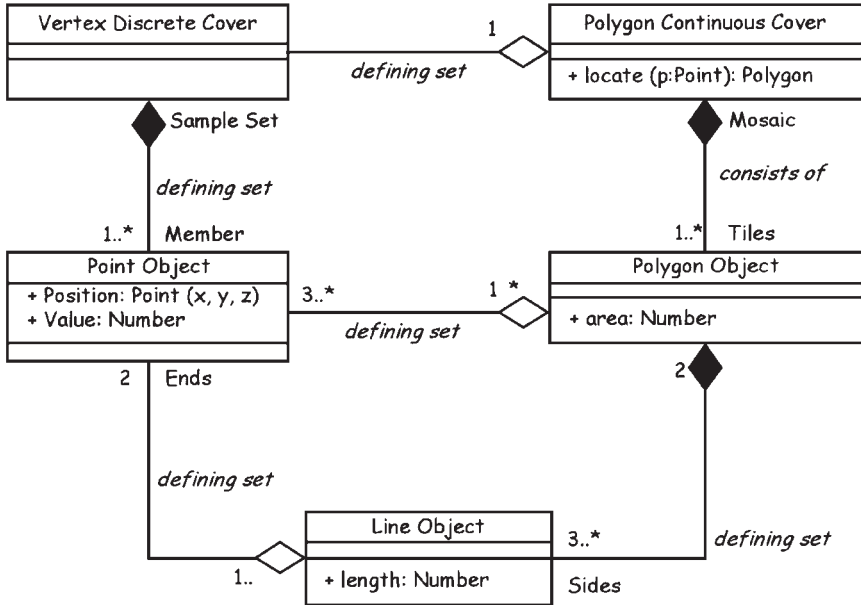 Vertex Discrete Cover
1
Polygon Continuous Cover
defining set
+ locate (p:Point): Polygon
Sample Set
Mosaic
defining set
consists of
1..* Member
1..* Tiles
Point Object
Polygon Object
+ Position: Point (x, y, z)
+ Value: Number
3..*
1 *
+ area: Number
defining set
2 Ends
2
defining set
Line Object
3..*
defining set
1..
+ length: Number
Sides